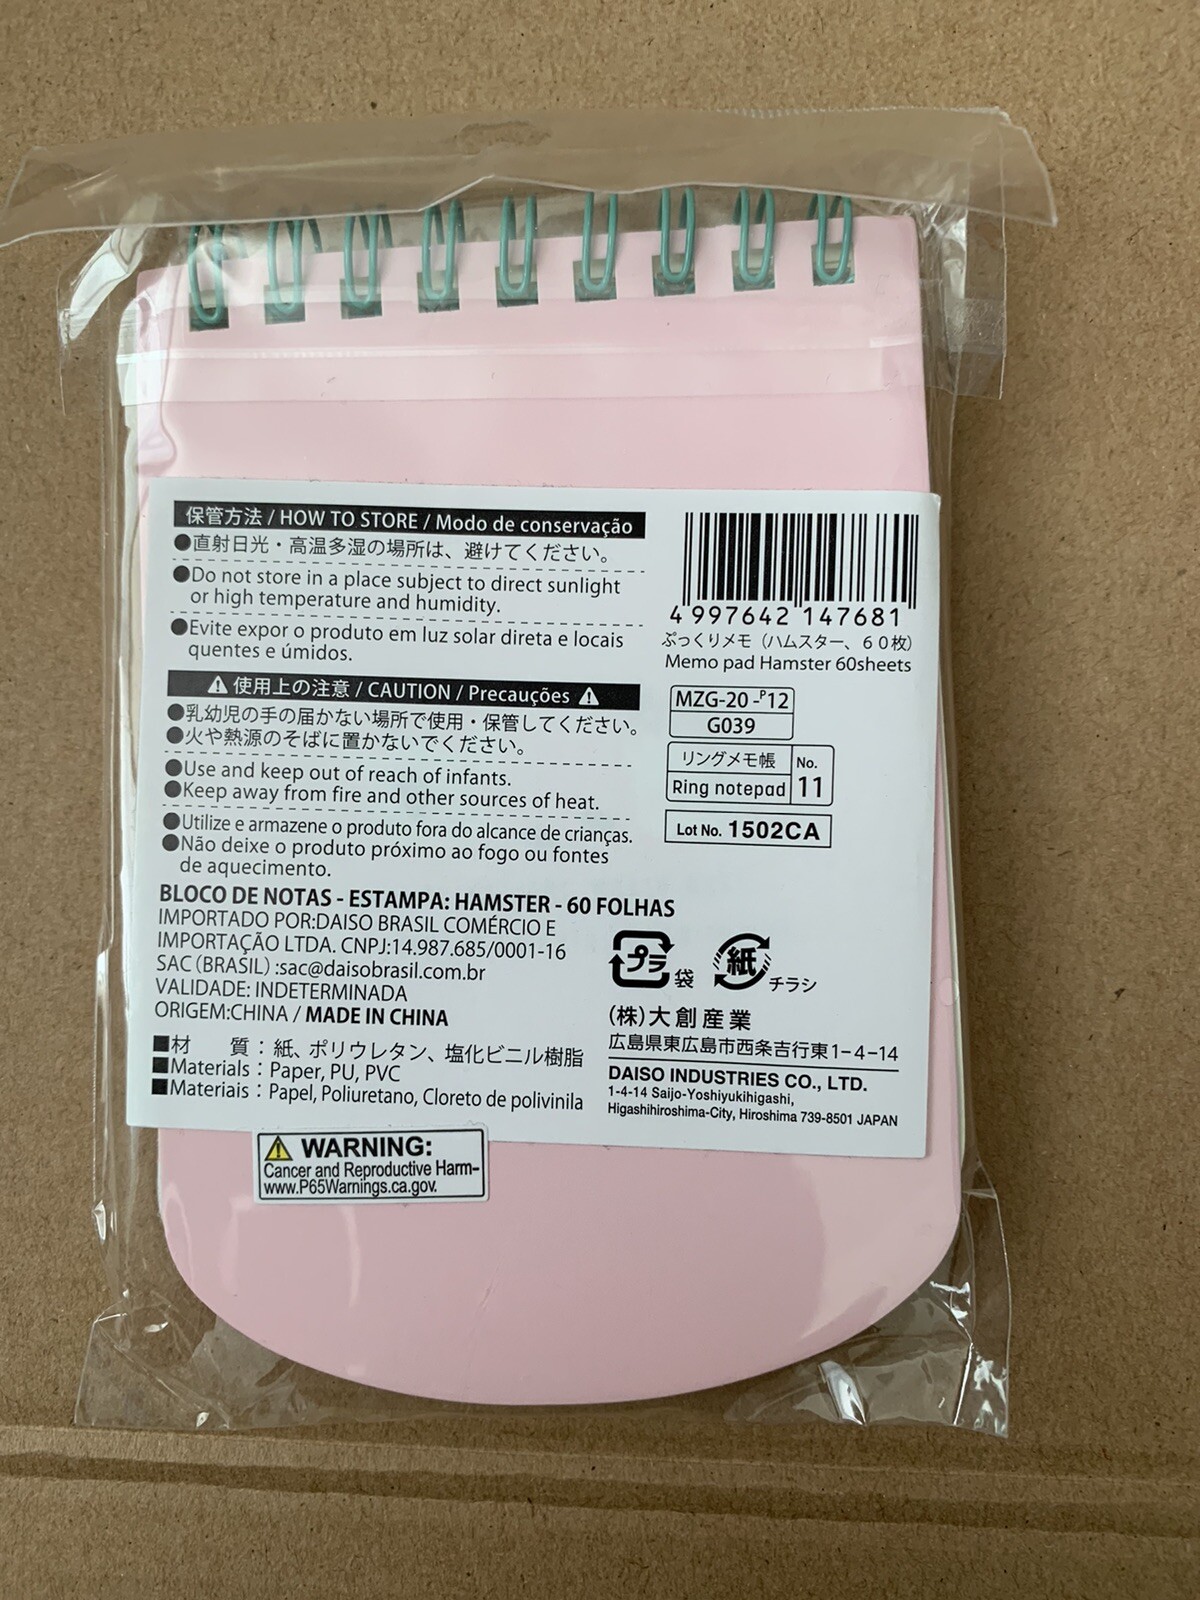 保管方法 / HOW TO STORE / Modo de conservação
●直射日光・高温多湿の場所は、避けてください。
●Do not store in a place subject to direct sunlight
or high temperature and humidity.
●Evite expor o produto em luz solar direta e locais
quentes e úmidos.
⚠ 使用上の注意 / CAUTION / Precauções ⚠
●乳幼児の手の届かない場所で使用・保管してください。
●火や熱源のそばに置かないでください。
●Use and keep out of reach of infants.
●Keep away from fire and other sources of heat.
●Utilize e armazene o produto fora do alcance de crianças.
●Não deixe o produto próximo ao fogo ou fontes
de aquecimento.
BLOCO DE NOTAS - ESTAMPA: HAMSTER - 60 FOLHAS
IMPORTADO POR:DAISO BRASIL COMÉRCIO E
IMPORTAÇÃO LTDA. CNPJ:14.987.685/0001-16
SAC (BRASIL) :sac@daisobrasil.com.br
VALIDADE: INDETERMINADA
ORIGEM:CHINA / MADE IN CHINA
■材　質：紙、ポリウレタン、塩化ビニル樹脂
■Materials : Paper, PU, PVC
■Materiais : Papel, Poliuretano, Cloreto de polivinila
4 997642 147681
ぷっくりメモ（ハムスター、６０枚）
Memo pad Hamster 60sheets
MZG-20 -P12
G039
リングメモ帳 No.
Ring notepad 11
Lot No. 1502CA
プラ 袋 紙 チラシ
(株)大創産業
広島県東広島市西条吉行東1-4-14
DAISO INDUSTRIES CO., LTD.
1-4-14 Saijo-Yoshiyukihigashi,
Higashihiroshima-City, Hiroshima 739-8501 JAPAN
⚠ WARNING:
Cancer and Reproductive Harm-
www.P65Warnings.ca.gov.